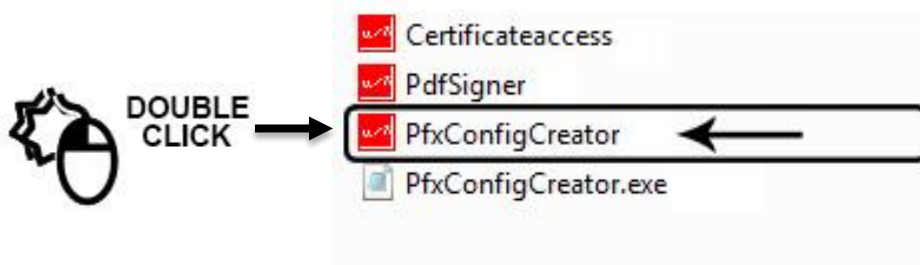 Certificateaccess
PdfSigner
DOUBLE
CLICK
PfxConfigCreator
PfxConfigCreator.exe